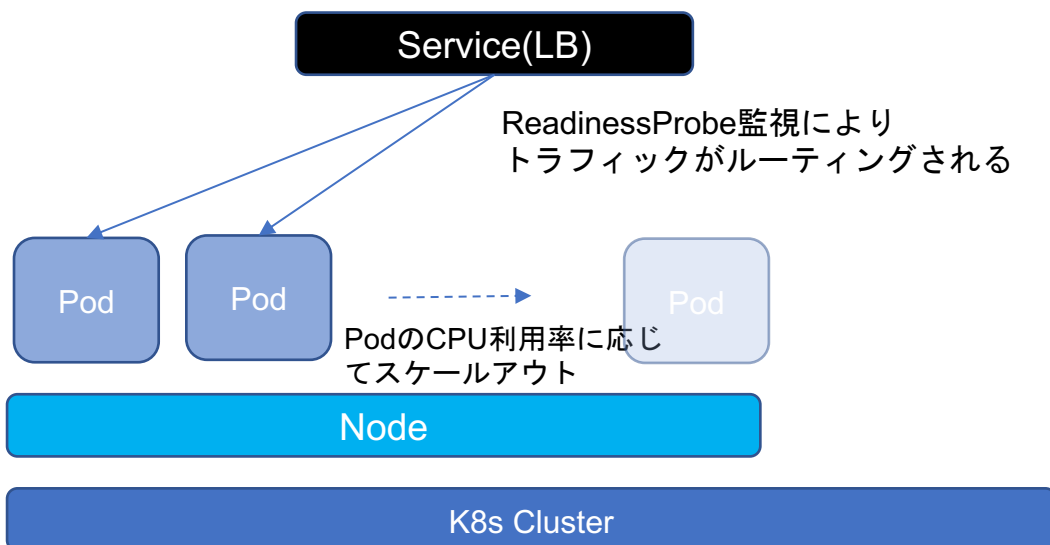 Service(LB)
ReadinessProbe監視により
トラフィックがルーティングされる
Pod
Pod
Pod
PodのCPU利用率に応じ
てスケールアウト
Node
K8s Cluster